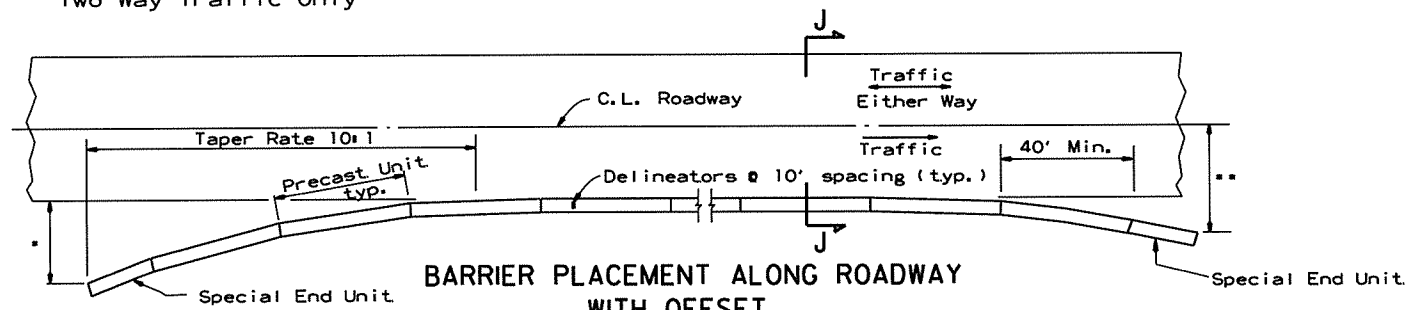 Two Way Traffic Only
J
Traffic
Either Way
C.L. Roadway
Taper Rate 10:1
Traffic
40' Min.
Precast Unit
typ.
Delineators @ 10' spacing (typ.)
**
*
J
BARRIER PLACEMENT ALONG ROADWAY
WITH OFFSET
Special End Unit
Special End Unit